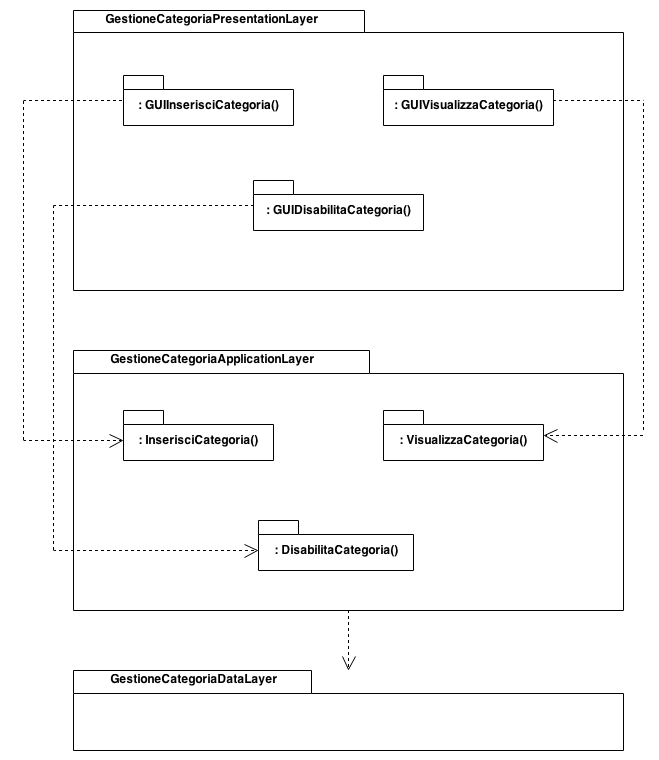 GestioneCategoriaPresentationLayer
: GUIInserisciCategoria()
: GUIVisualizzaCategoria()
: GUIDisabilitaCategoria()
GestioneCategoriaApplicationLayer
: InserisciCategoria()
: VisualizzaCategoria()
: DisabilitaCategoria()
GestioneCategoriaDataLayer